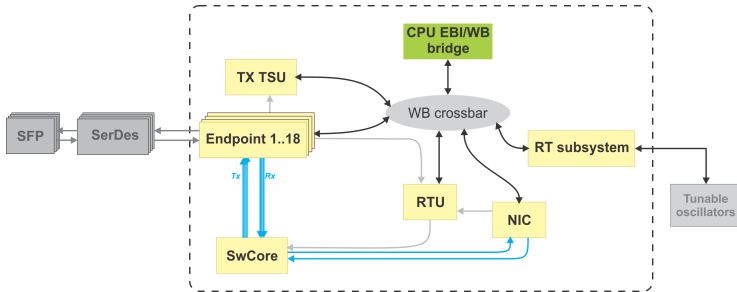 CPU EBI/WB
bridge
TX TSU
WB crossbar
SFP
SerDes
Endpoint 1..18
RT subsystem
Tx
Rx
RTU
NIC
Tunable
oscillators
SwCore